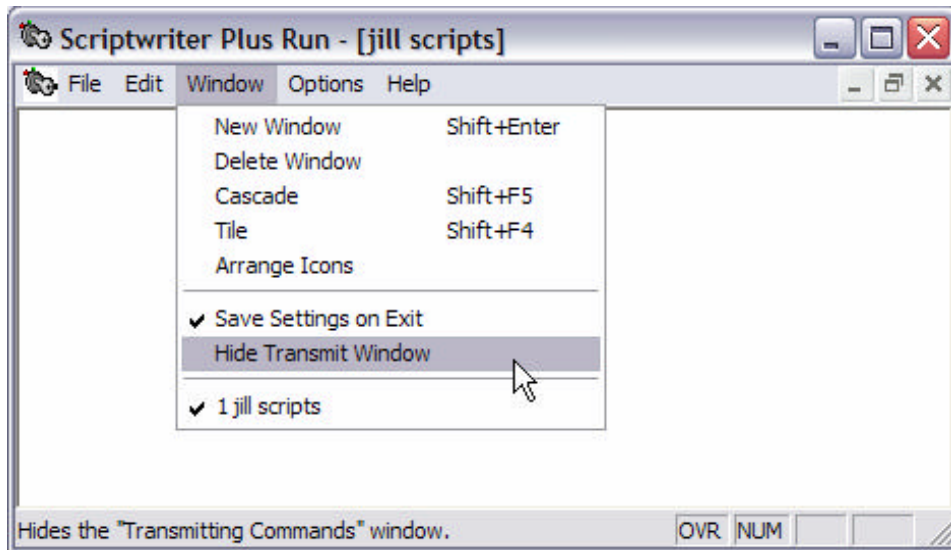 Scriptwriter Plus Run - [jill scripts]
File Edit Window Options Help
New Window Shift+Enter
Delete Window
Cascade Shift+F5
Tile Shift+F4
Arrange Icons
Save Settings on Exit
Hide Transmit Window
1 jill scripts
Hides the "Transmitting Commands" window. OVR NUM